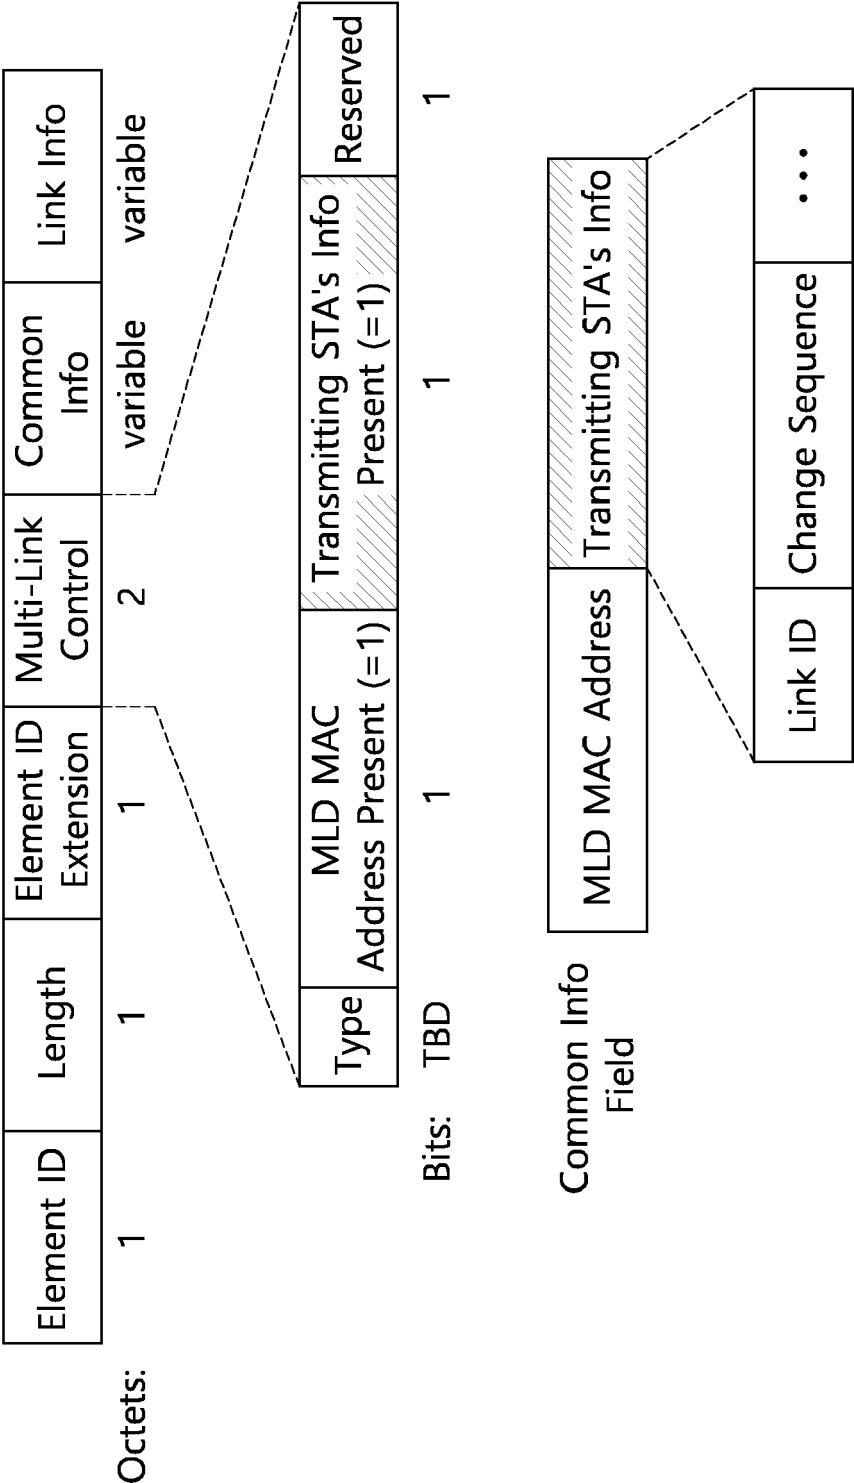 Element ID
Length
Element ID
Extension
Multi-Link
Control
Common
Info
Link Info
Octets:
1
1
1
2
variable
variable
Type
MLD MAC
Address Present (=1)
Transmitting STA's Info
Present (=1)
Reserved
Bits:
TBD
1
1
1
Common Info
Field
MLD MAC Address
Transmitting STA's Info
Link ID
Change Sequence
...